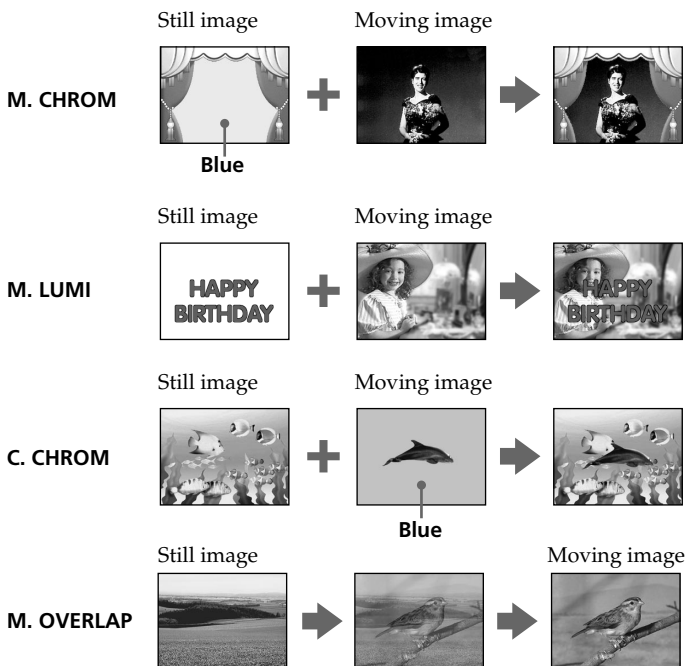 Still image Moving image
M. CHROM
Blue
Still image Moving image
M. LUMI
HAPPY
BIRTHDAY
HAPPY
BIRTHDAY
Still image Moving image
C. CHROM
Blue
Still image Moving image
M. OVERLAP